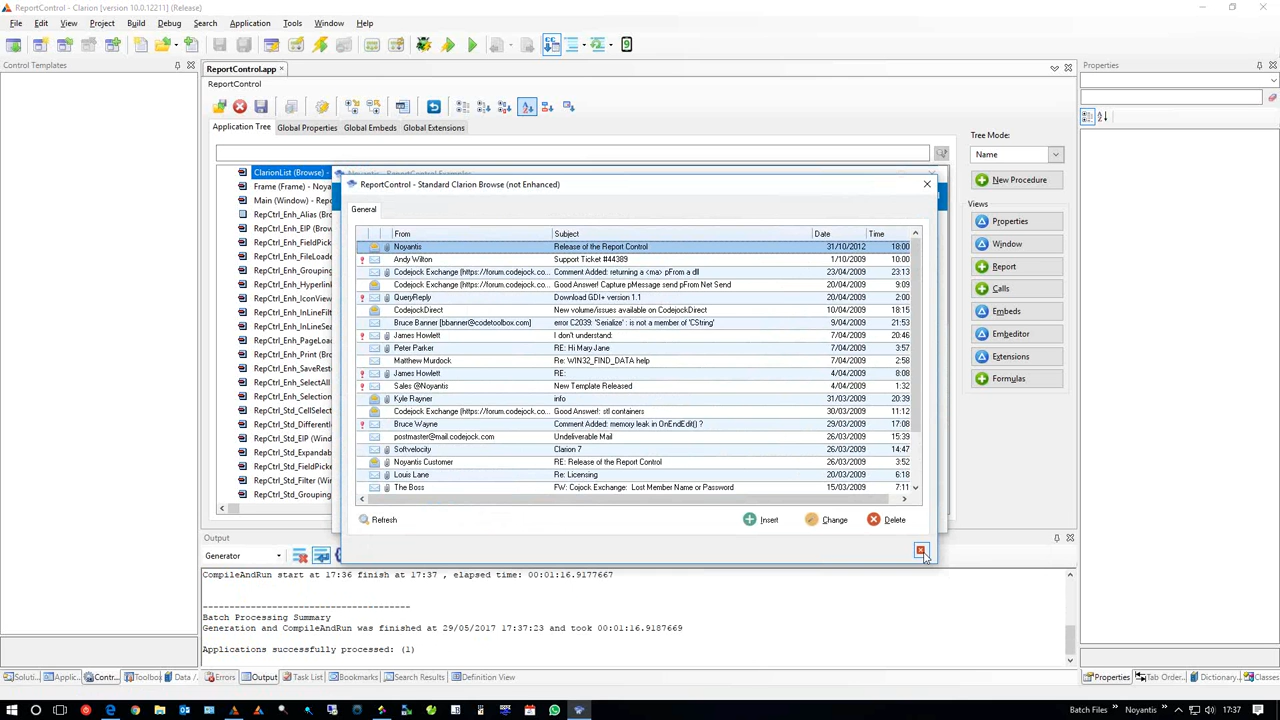 ReportControl - Clarion [version 10.0.12211] (Release)
File Edit View Project Build Debug Search Application Tools Window Help
Control Templates
ReportControl.app
Properties
ReportControl
Application Tree Global Properties Global Embeds Global Extensions
Tree Mode:
Name
New Procedure
Views
Properties
Window
Report
Calls
Embeds
Embeditor
Extensions
Formulas
ClarionList (Browse) -
Frame (Frame) - Noya
Main (Window) - Rep
RepCtrl_Enh_Alias (Bro
RepCtrl_Enh_EIP (Bro
RepCtrl_Enh_FieldPick
RepCtrl_Enh_FileLoade
RepCtrl_Enh_Grouping
RepCtrl_Enh_Hyperlink
RepCtrl_Enh_IconView
RepCtrl_Enh_InLineFilt
RepCtrl_Enh_InLineSea
RepCtrl_Enh_PageLoad
RepCtrl_Enh_Print (Bro
RepCtrl_Enh_SaveResto
RepCtrl_Enh_SelectAll
RepCtrl_Std_CellSelect
RepCtrl_Std_Different
RepCtrl_Std_EIP (Wind
RepCtrl_Std_Expandab
RepCtrl_Std_FieldPicke
RepCtrl_Std_Filter (Win
RepCtrl_Std_Grouping
ReportControl - Standard Clarion Browse (not Enhanced)
General
From Subject Date Time
Noyantis Release of the Report Control 31/10/2012 18:00
Andy Wilton Support Ticket #44389 1/10/2009 10:00
Codejock Exchange (https://forum.codejock.co... Comment Added: returning a <ma> pFrom a dll 23/04/2009 23:13
Codejock Exchange (https://forum.codejock.co... Good Answer! Capture pMessage send pFrom Net Send 20/04/2009 9:09
QueryReply Download GDI+ version 1.1 20/04/2009 2:00
CodejockDirect New volume/issues available on CodejockDirect 10/04/2009 18:15
Bruce Banner [bbanner@codetoolbox.com] error C2039: 'Serialize' : is not a member of 'CString' 9/04/2009 21:53
James Howlett I don't understand: 7/04/2009 20:46
Peter Parker RE: Hi Mary Jane 7/04/2009 3:57
Matthew Murdock Re: WIN32_FIND_DATA help 7/04/2009 2:58
James Howlett RE: 4/04/2009 8:08
Sales @Noyantis New Template Released 4/04/2009 1:32
Kyle Rayner info 31/03/2009 20:39
Codejock Exchange (https://forum.codejock.co... Good Answer!: stl containers 30/03/2009 11:12
Bruce Wayne Comment Added: memory leak in OnEndEdit() ? 29/03/2009 17:08
postmaster@mail.codejock.com Undeliverable Mail 26/03/2009 15:39
Softvelocity Clarion 7 26/03/2009 14:47
Noyantis Customer RE: Release of the Report Control 26/03/2009 3:52
Louis Lane Re: Licensing 26/03/2009 6:18
The Boss FW: Cojock Exchange: Lost Member Name or Password 15/03/2009 7:11
Refresh Insert Change Delete
Output
Generator
CompileAndRun start at 17:36 finish at 17:37 , elapsed time: 00:01:16.9177667
----------------------------------------
Batch Processing Summary
Generation and CompileAndRun was finished at 29/05/2017 17:37:23 and took 00:01:16.9187669
Applications successfully processed: (1)
Soluti... Applic... Contr... Toolbox Data /
Errors Task List Bookmarks Search Results Output Definition View
Properties Tab Order... Dictionary... Classes
Batch Files Noyantis 17:37